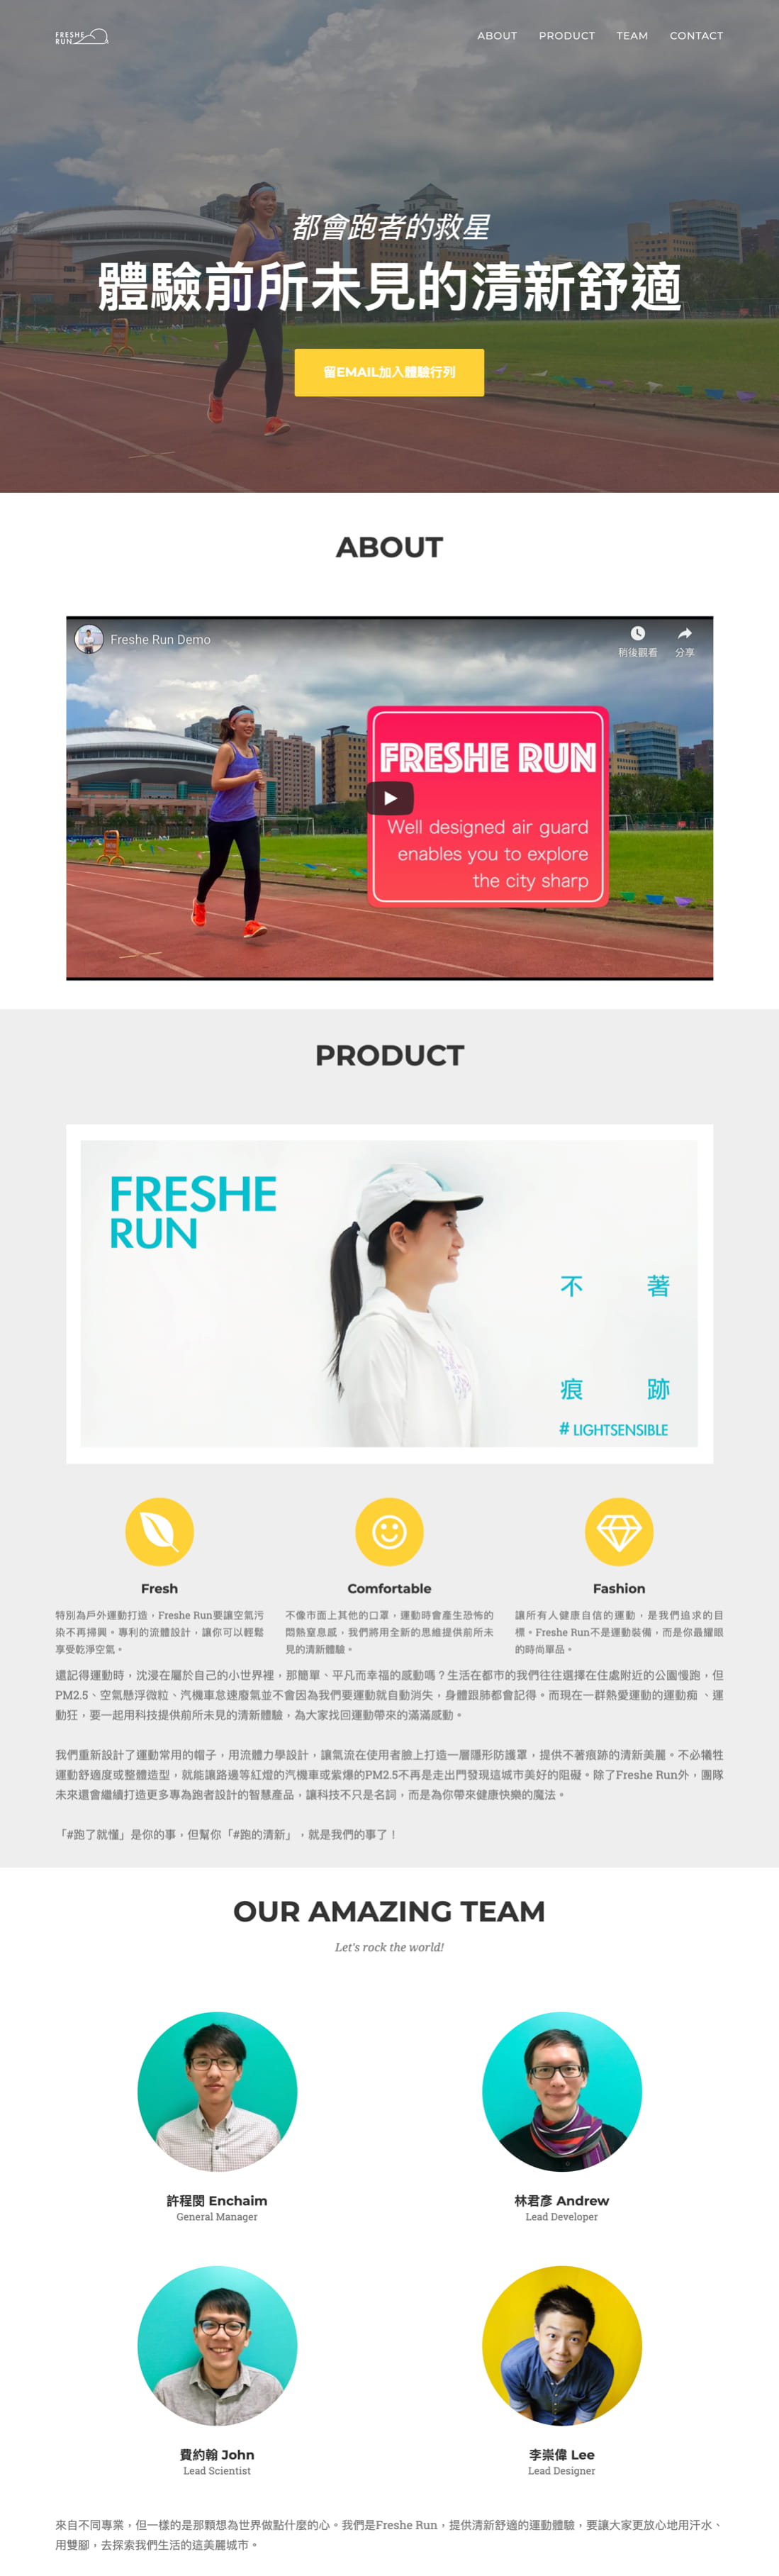 FRESHE
RUN
ABOUT PRODUCT TEAM CONTACT
都會跑者的救星
體驗前所未見的清新舒適
留EMAIL加入體驗行列
ABOUT
Freshe Run Demo
稍後觀看 分享
FRESHE RUN
Well designed air guard
enables you to explore
the city sharp
PRODUCT
FRESHE
RUN
不 著
痕 跡
# LIGHTSENSIBLE
Fresh
特別為戶外運動打造，Freshe Run要讓空氣污
染不再掃興。專利的流體設計，讓你可以輕鬆
享受乾淨空氣。
Comfortable
不像市面上其他的口罩，運動時會產生恐怖的
悶熱窒息感，我們將用全新的思維提供前所未
見的清新體驗。
Fashion
讓所有人健康自信的運動，是我們追求的目
標。Freshe Run不是運動裝備，而是你最耀眼
的時尚單品。
還記得運動時，沈浸在屬於自己的小世界裡，那簡單、平凡而幸福的感動嗎？生活在都市的我們往往選擇在住處附近的公園慢跑，但
PM2.5、空氣懸浮微粒、汽機車怠速廢氣並不會因為我們要運動就自動消失，身體跟肺都會記得。而現在一群熱愛運動的運動痴 、運
動狂，要一起用科技提供前所未見的清新體驗，為大家找回運動帶來的滿滿感動。
我們重新設計了運動常用的帽子，用流體力學設計，讓氣流在使用者臉上打造一層隱形防護罩，提供不著痕跡的清新美麗。不必犧牲
運動舒適度或整體造型，就能讓路邊等紅燈的汽機車或紫爆的PM2.5不再是走出門發現這城市美好的阻礙。除了Freshe Run外，團隊
未來還會繼續打造更多專為跑者設計的智慧產品，讓科技不只是名詞，而是為你帶來健康快樂的魔法。
「#跑了就懂」是你的事，但幫你「#跑的清新」，就是我們的事了！
OUR AMAZING TEAM
Let's rock the world!
許程閔 Enchaim
General Manager
林君彥 Andrew
Lead Developer
費約翰 John
Lead Scientist
李崇偉 Lee
Lead Designer
來自不同專業，但一樣的是那顆想為世界做點什麼的心。我們是Freshe Run，提供清新舒適的運動體驗，要讓大家更放心地用汗水、
用雙腳，去探索我們生活的這美麗城市。